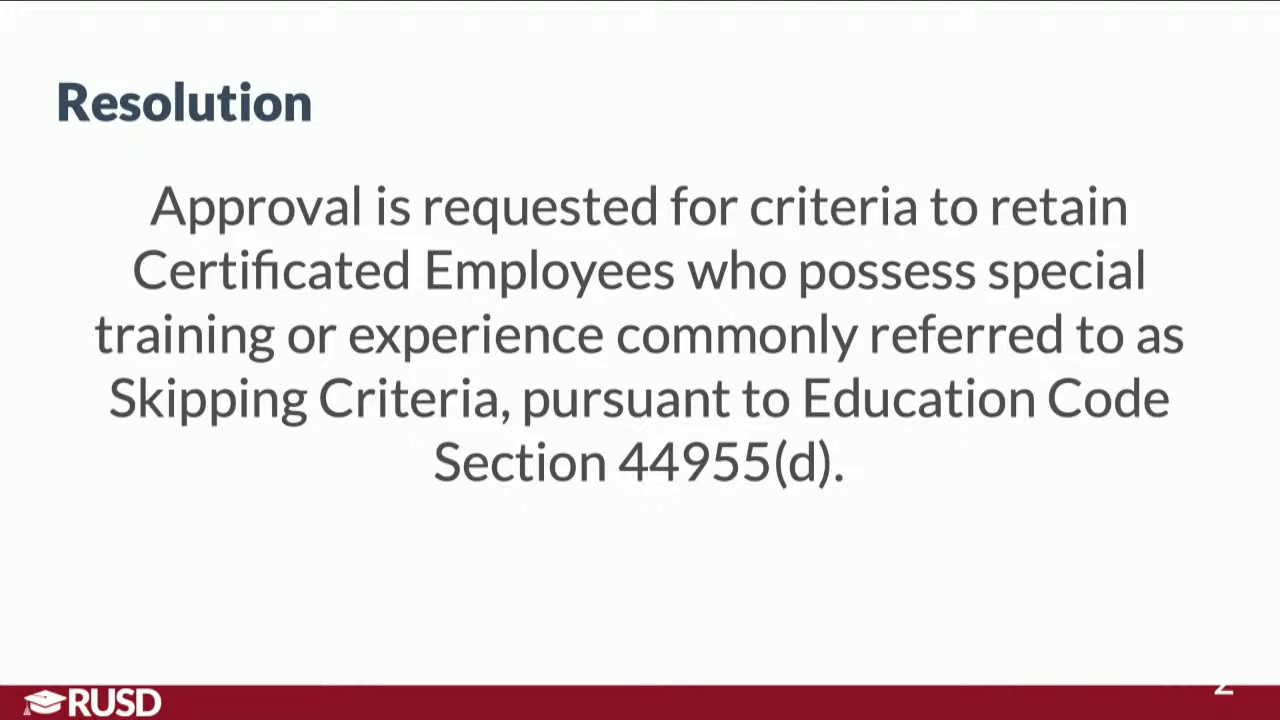 Resolution
Approval is requested for criteria to retain
Certificated Employees who possess special
training or experience commonly referred to as
Skipping Criteria, pursuant to Education Code
Section 44955(d).
RUSD
2